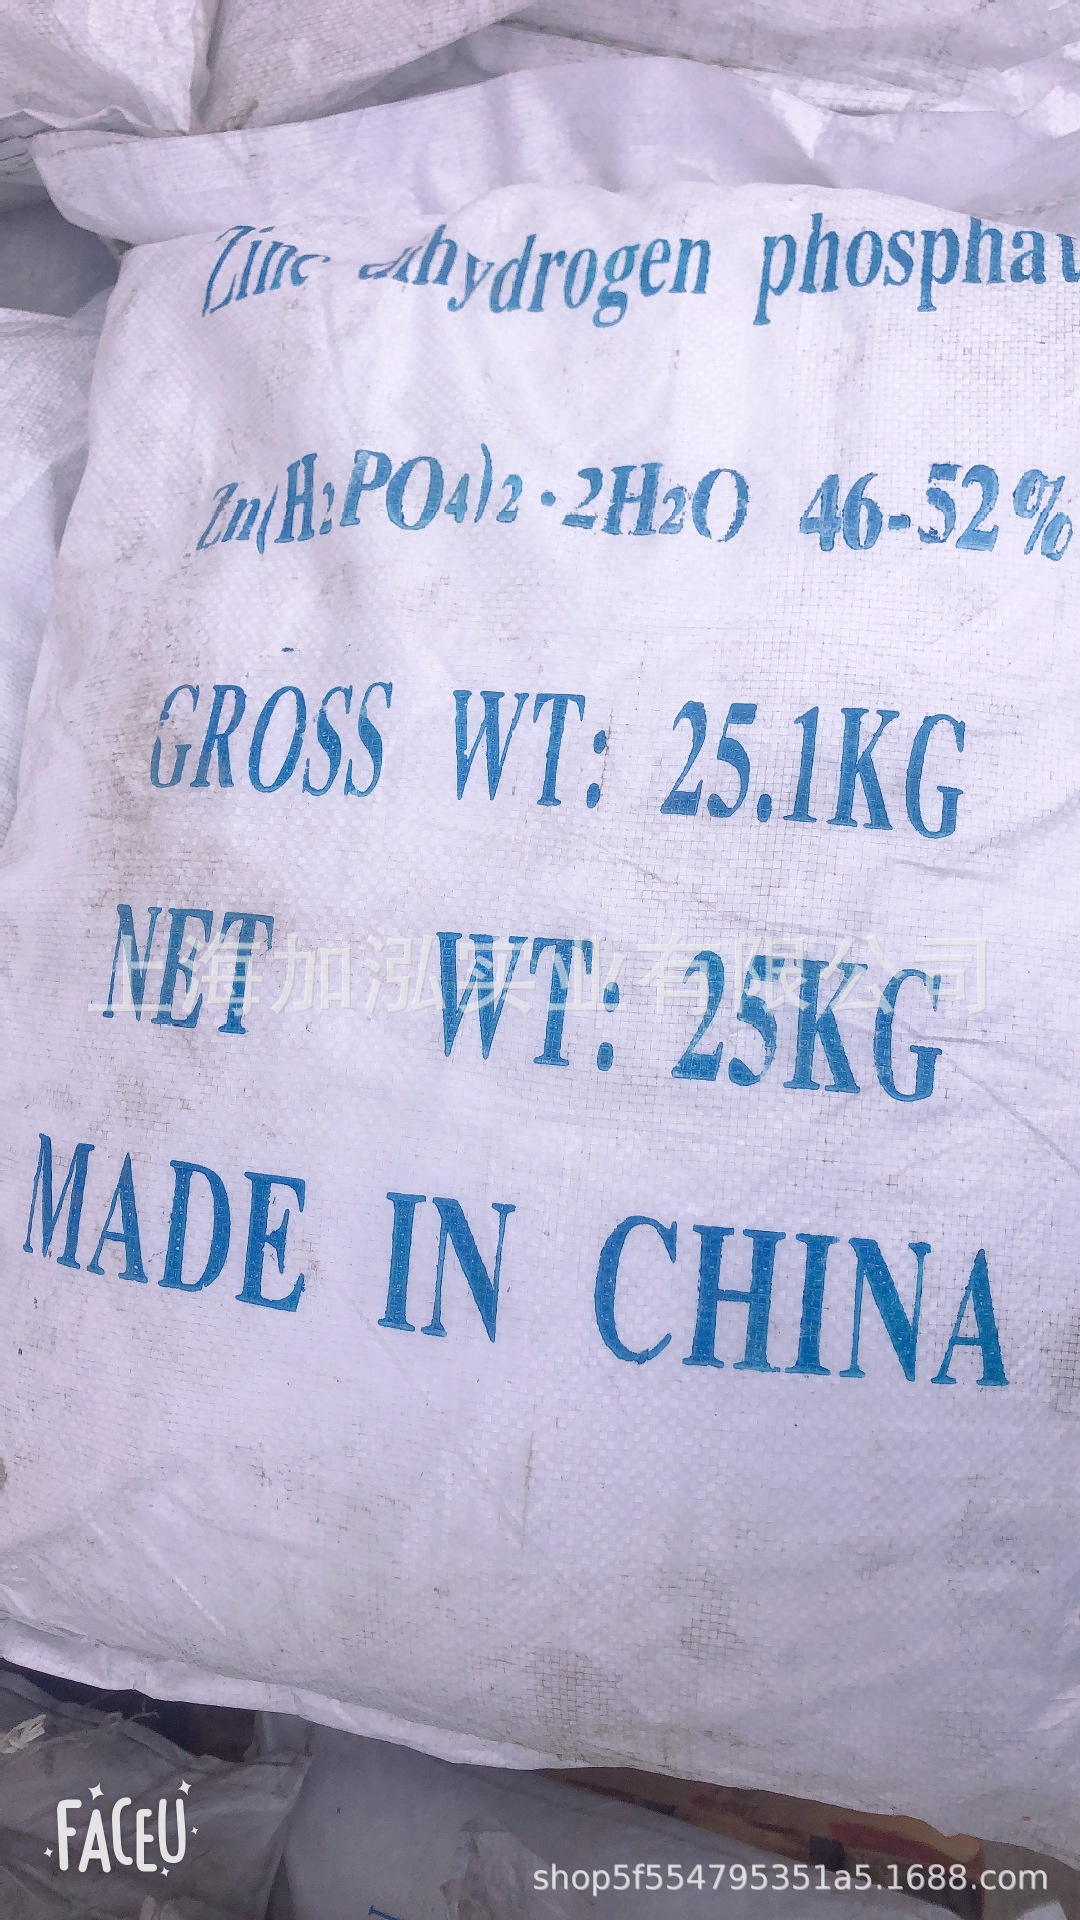 Zinc dihydrogen phospha
Zn(H₂PO₄)₂·2H₂O 46-52%
GROSS WT: 25.1KG
NET WT: 25KG
上海加泓实业有限公司
MADE IN CHINA
FACEU
shop5f554795351a5.1688.com